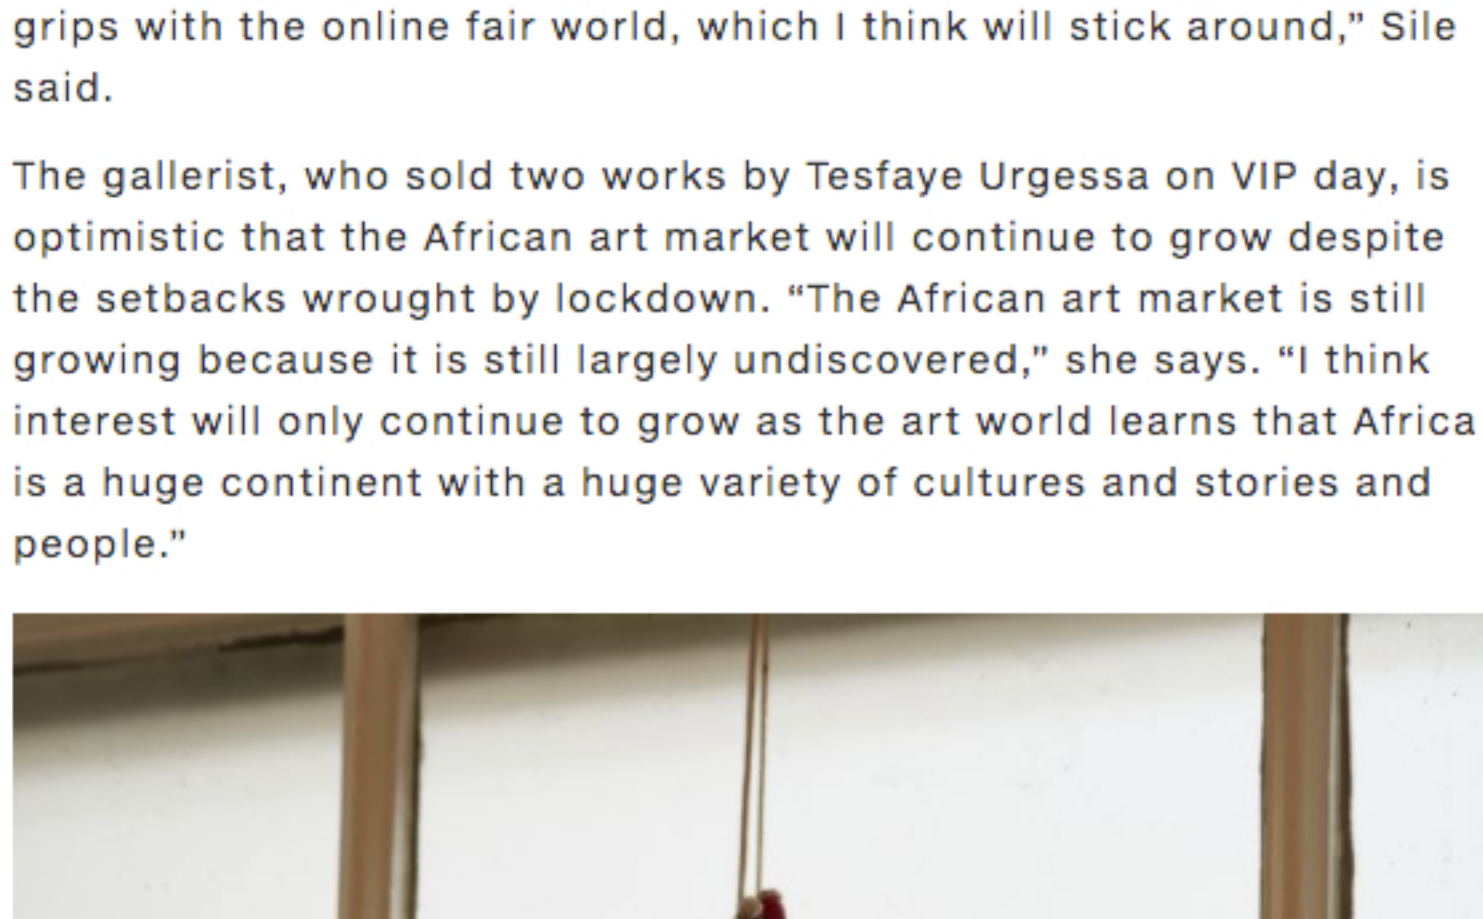 grips with the online fair world, which I think will stick around,” Sile
said.
The gallerist, who sold two works by Tesfaye Urgessa on VIP day, is
optimistic that the African art market will continue to grow despite
the setbacks wrought by lockdown. “The African art market is still
growing because it is still largely undiscovered,” she says. “I think
interest will only continue to grow as the art world learns that Africa
is a huge continent with a huge variety of cultures and stories and
people.”